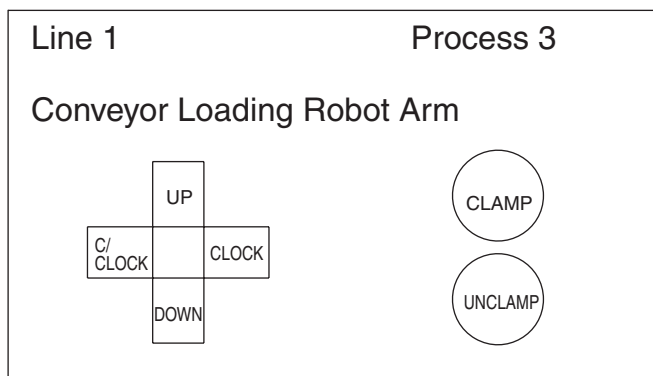 Line 1 Process 3
Conveyor Loading Robot Arm
UP
C/
CLOCK
CLOCK
DOWN
CLAMP
UNCLAMP